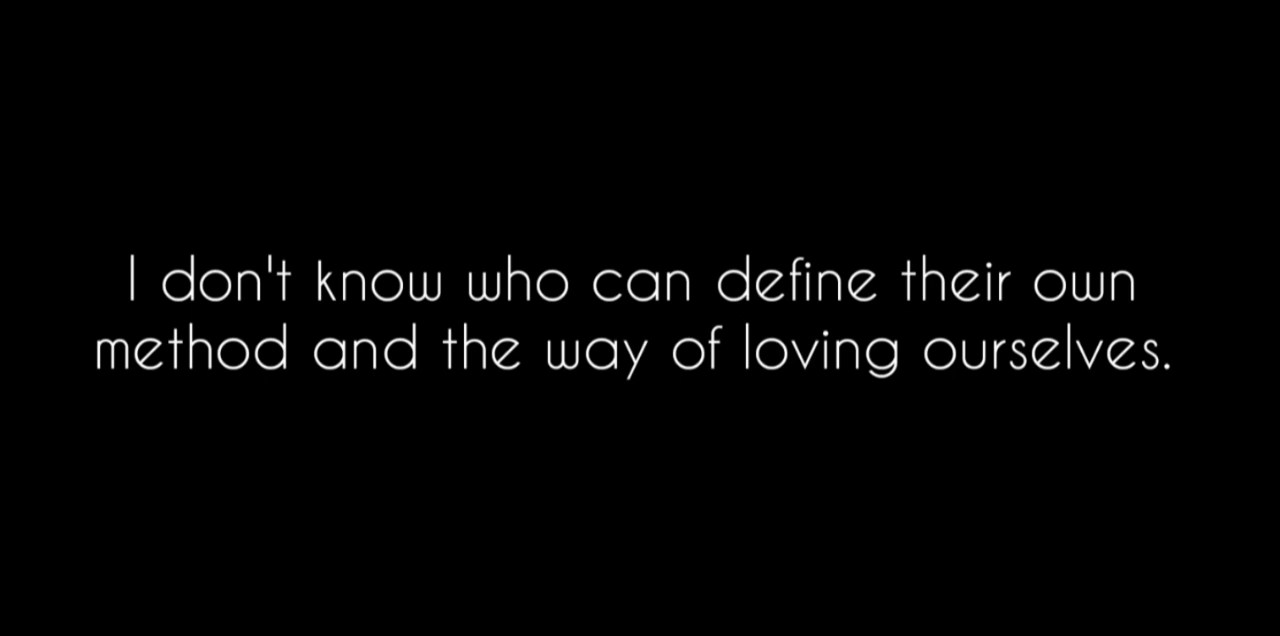 I don't know who can define their own
method and the way of loving ourselves.